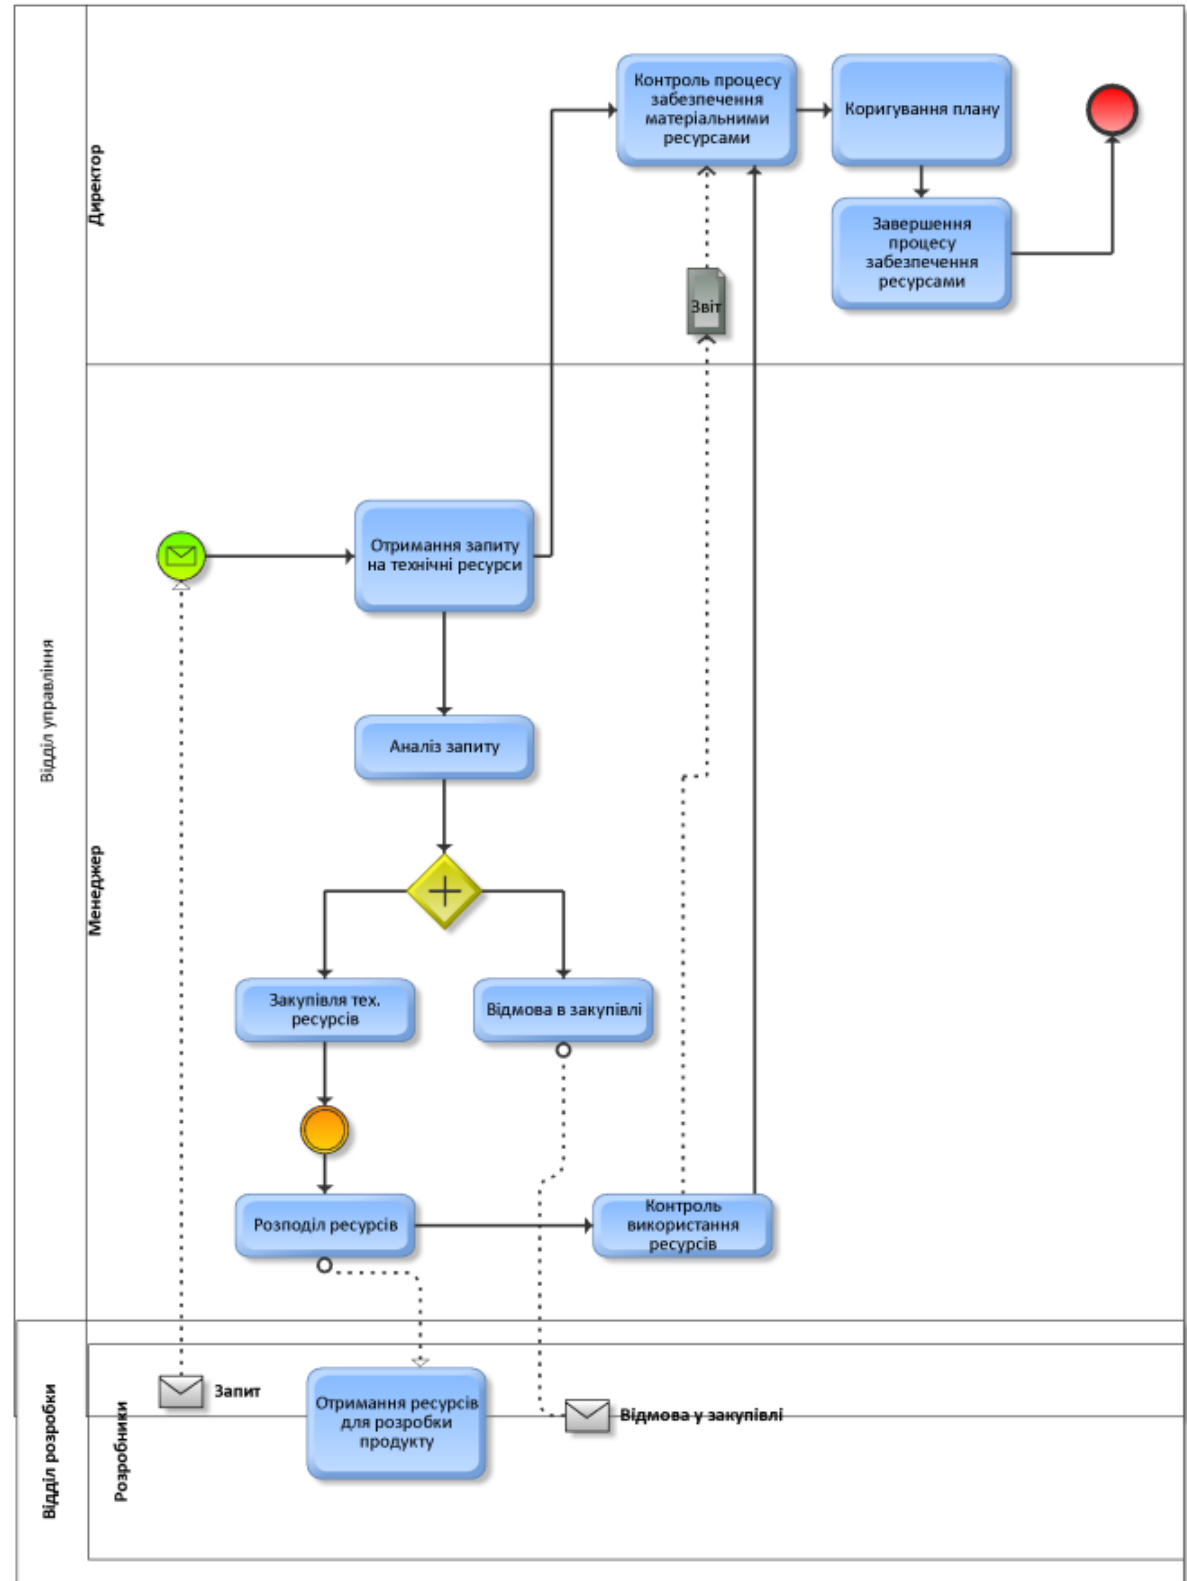 Відділ управління
Директор
Контроль процесу
забезпечення
матеріальними
ресурсами
Коригування плану
Завершення
процесу
забезпечення
ресурсами
Звіт
Менеджер
Отримання запиту
на технічні ресурси
Аналіз запиту
Закупівля тех.
ресурсів
Відмова в закупівлі
Розподіл ресурсів
Контроль
використання
ресурсів
Відділ розробки
Розробники
Запит
Отримання ресурсів
для розробки
продукту
Відмова у закупівлі